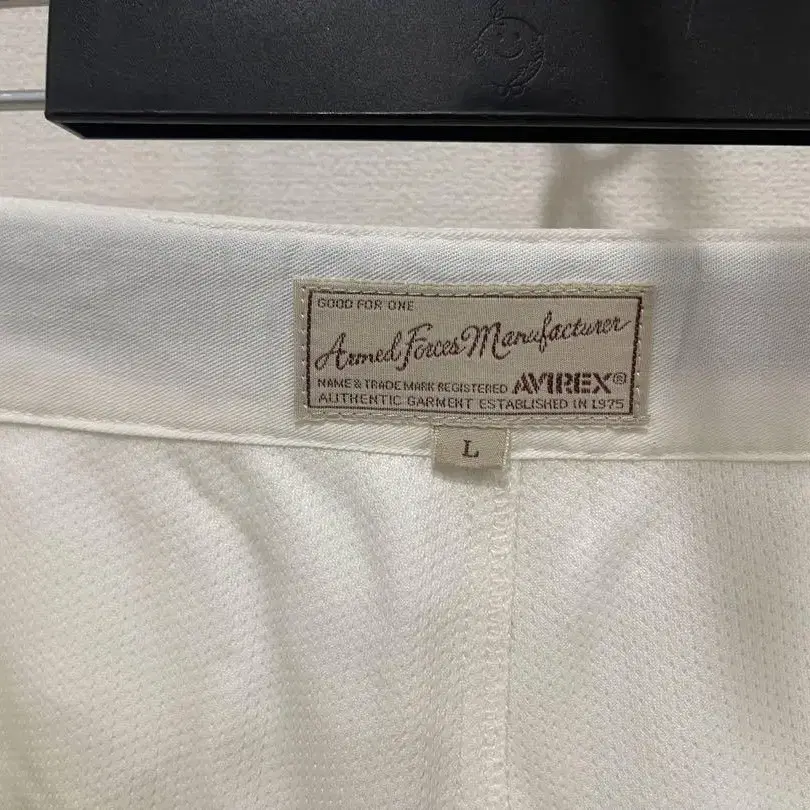 GOOD FOR ONE
Armed Forces Manufacturer
NAME & TRADE MARK REGISTERED AVIREX®
AUTHENTIC GARMENT ESTABLISHED IN 1975
L